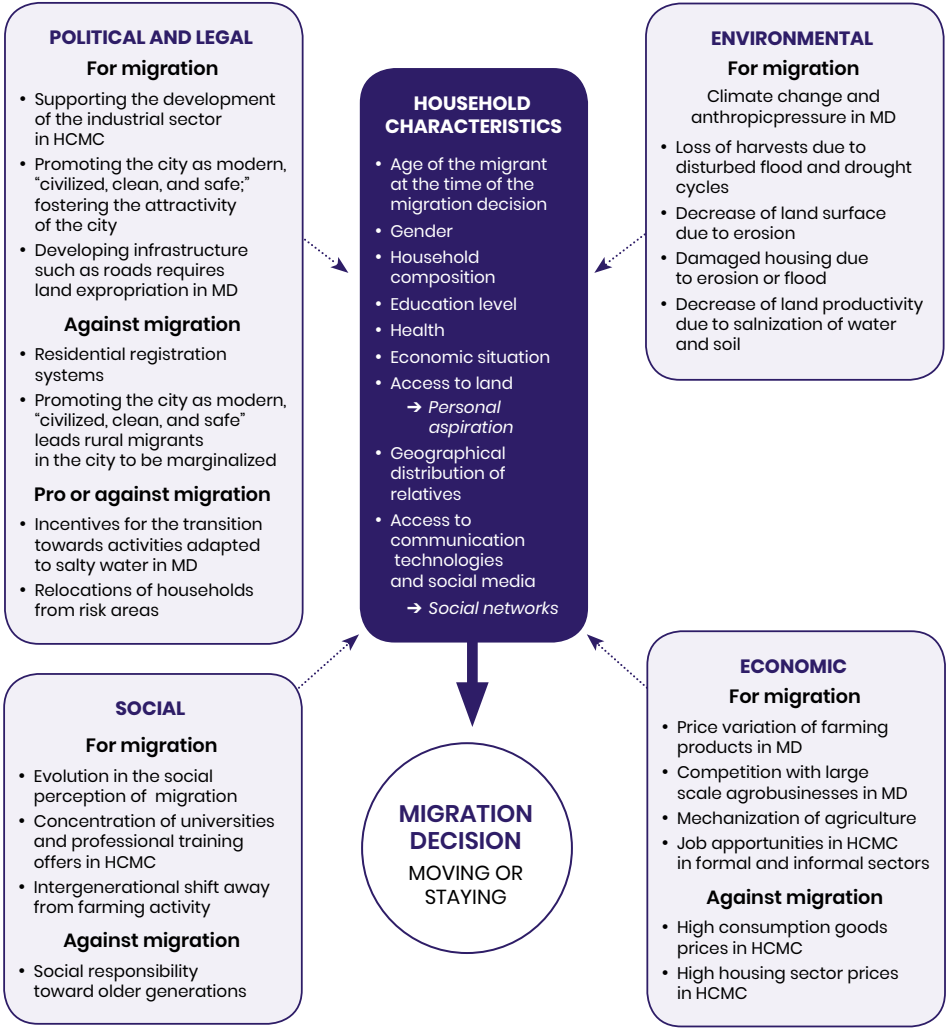 POLITICAL AND LEGAL
For migration
• Supporting the development
of the industrial sector
in HCMC
• Promoting the city as modern,
“civilized, clean, and safe;”
fostering the attractivity
of the city
• Developing infrastructure
such as roads requires
land expropriation in MD
Against migration
• Residential registration
systems
• Promoting the city as modern,
“civilized, clean, and safe”
leads rural migrants
in the city to be marginalized
Pro or against migration
• Incentives for the transition
towards activities adapted
to salty water in MD
• Relocations of households
from risk areas
HOUSEHOLD
CHARACTERISTICS
• Age of the migrant
at the time of the
migration decision
• Gender
• Household
composition
• Education level
• Health
• Economic situation
• Access to land
➔ Personal
aspiration
• Geographical
distribution of
relatives
• Access to
communication
technologies
and social media
➔ Social networks
ENVIRONMENTAL
For migration
Climate change and
anthropicpressure in MD
• Loss of harvests due to
disturbed flood and drought
cycles
• Decrease of land surface
due to erosion
• Damaged housing due
to erosion or flood
• Decrease of land productivity
due to salnization of water
and soil
SOCIAL
For migration
• Evolution in the social
perception of migration
• Concentration of universities
and professional training
offers in HCMC
• Intergenerational shift away
from farming activity
Against migration
• Social responsibility
toward older generations
MIGRATION
DECISION
MOVING OR
STAYING
ECONOMIC
For migration
• Price variation of farming
products in MD
• Competition with large
scale agrobusinesses in MD
• Mechanization of agriculture
• Job apportunities in HCMC
in formal and informal sectors
Against migration
• High consumption goods
prices in HCMC
• High housing sector prices
in HCMC